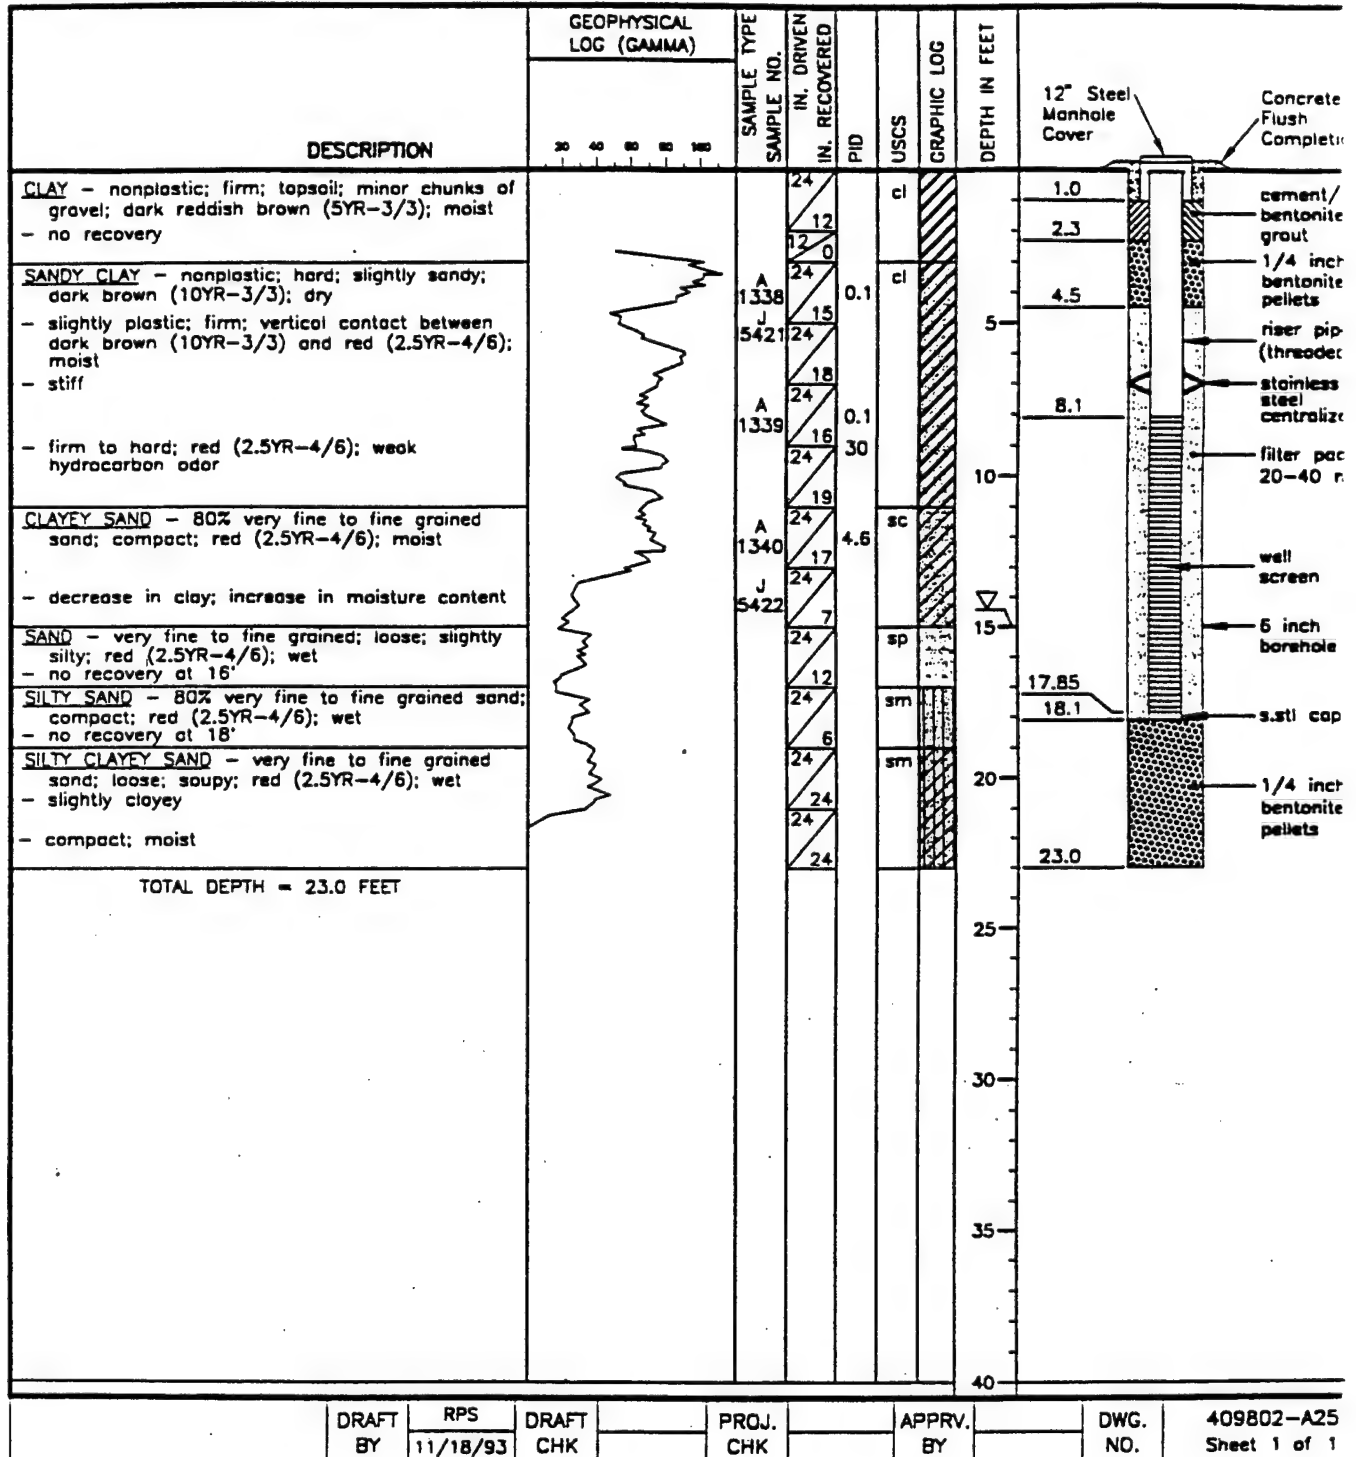 GEOPHYSICAL
LOG (GAMMA)
DESCRIPTION
20 40 60 80 100
SAMPLE TYPE
SAMPLE NO.
IN. DRIVEN
IN. RECOVERED
PID
USCS
GRAPHIC LOG
DEPTH IN FEET
12" Steel
Manhole
Cover
Concrete
Flush
CLAY – nonplastic; firm; topsoil; minor chunks of
gravel; dark reddish brown (5YR–3/3); moist
– no recovery
SANDY CLAY – nonplastic; hard; slightly sandy;
dark brown (10YR–3/3); dry
– slightly plastic; firm; vertical contact between
dark brown (10YR–3/3) and red (2.5YR–4/6);
moist
– stiff
– firm to hard; red (2.5YR–4/6); weak
hydrocarbon odor
CLAYEY SAND – 80% very fine to fine grained
sand; compact; red (2.5YR–4/6); moist
– decrease in clay; increase in moisture content
SAND – very fine to fine grained; loose; slightly
silty; red (2.5YR–4/6); wet
– no recovery at 16'
SILTY SAND – 80% very fine to fine grained sand;
compact; red (2.5YR–4/6); wet
– no recovery at 18'
SILTY CLAYEY SAND – very fine to fine grained
sand; loose; soupy; red (2.5YR–4/6); wet
– slightly clayey
– compact; moist
TOTAL DEPTH = 23.0 FEET
A
1338
J
5421
A
1339
A
1340
J
5422
24
12
12
0
24
15
24
18
24
16
24
19
24
17
24
7
24
12
24
6
24
24
24
24
0.1
0.1
30
4.6
cl
cl
sc
sp
sm
sm
5
10
15
20
25
30
35
40
1.0
2.3
4.5
8.1
17.85
18.1
23.0
cement/
bentonite
grout
1/4 inch
bentonite
pellets
riser pip
(threaded
stainless
steel
centralize
filter pac
20–40
well
screen
6 inch
borehole
s.stl cap
1/4 inch
bentonite
pellets
DRAFT
BY
RPS
11/18/93
DRAFT
CHK
PROJ.
CHK
APPRV.
BY
DWG.
NO.
409802–A25
Sheet 1 of 1